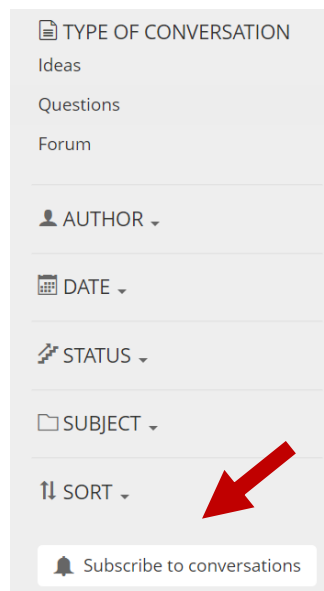 TYPE OF CONVERSATION
Ideas
Questions
Forum
AUTHOR
DATE
STATUS
SUBJECT
SORT
Subscribe to conversations